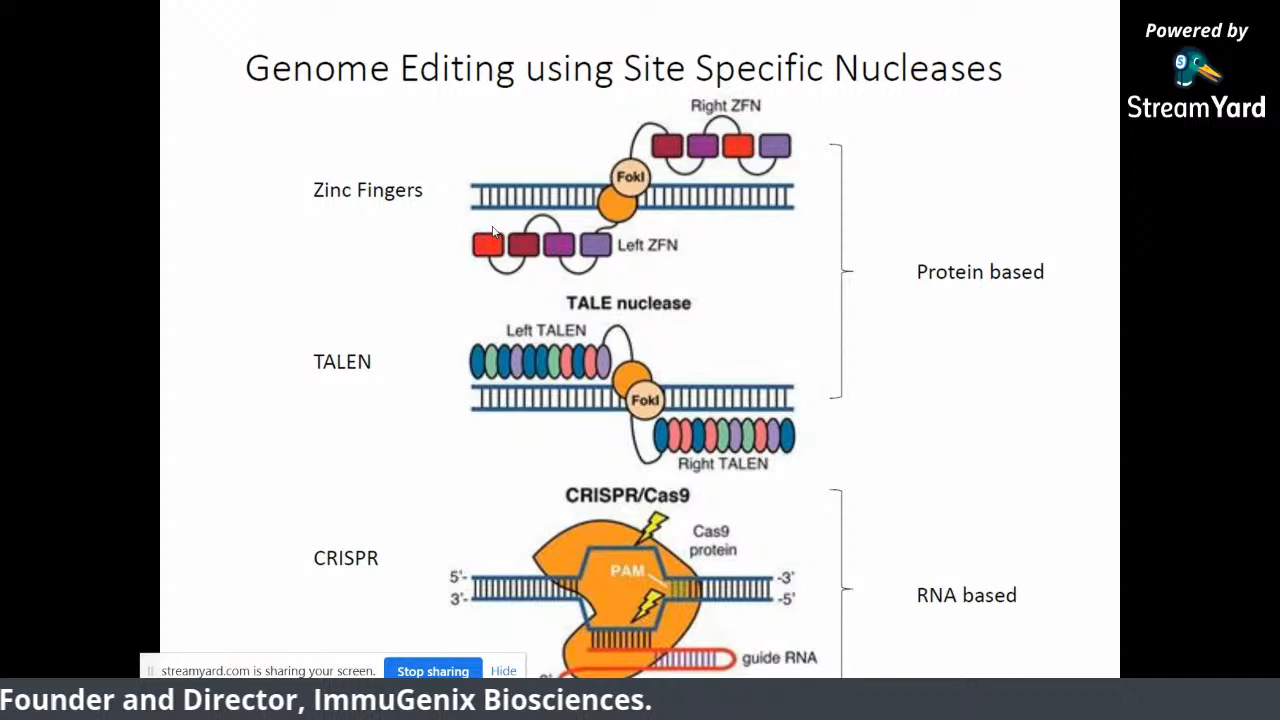 Powered by
StreamYard
Genome Editing using Site Specific Nucleases
Right ZFN
FokI
Zinc Fingers
Left ZFN
Protein based
TALE nuclease
Left TALEN
TALEN
FokI
Right TALEN
CRISPR/Cas9
Cas9
protein
CRISPR
PAM
5'-
-3'
3'-
-5'
RNA based
guide RNA
streamyard.com is sharing your screen.
Stop sharing
Hide
Founder and Director, ImmuGenix Biosciences.